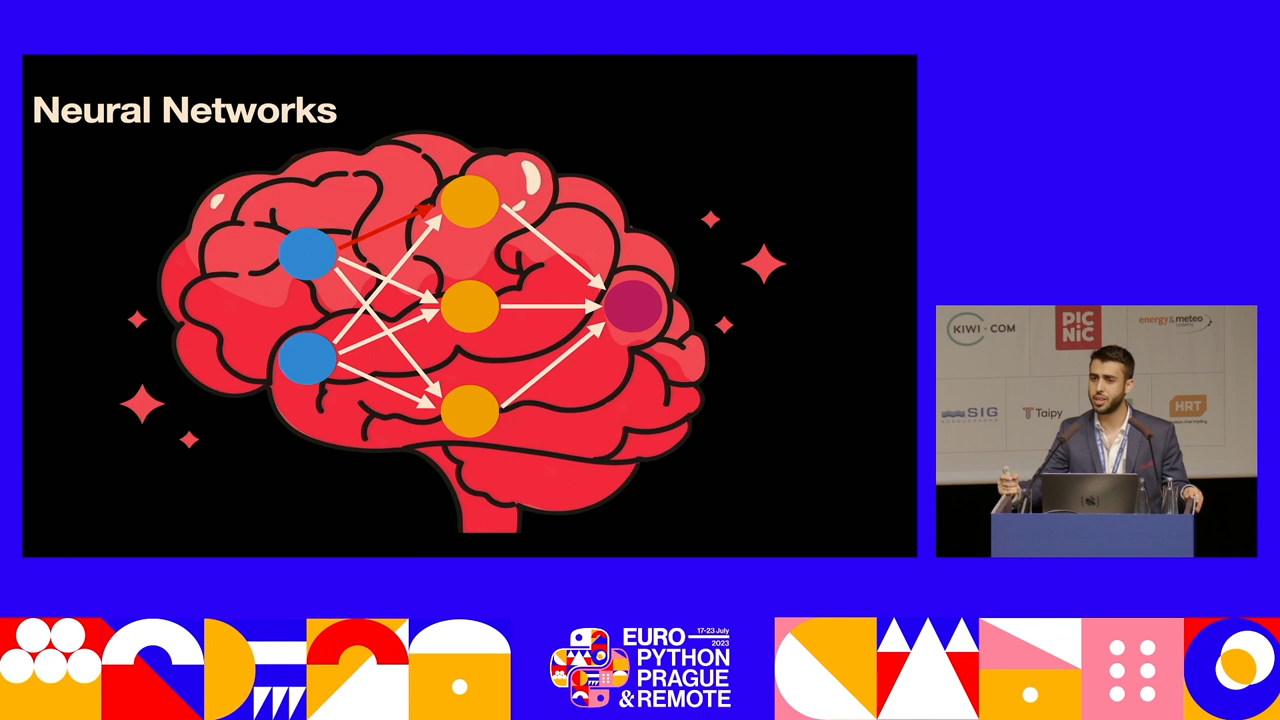 Neural Networks
KIWI.COM
PIC
NiC
energy & meteo
systems
SIG
Taipy
HRT
EURO
17-23 July
2023
PYTHON
PRAGUE
& REMOTE